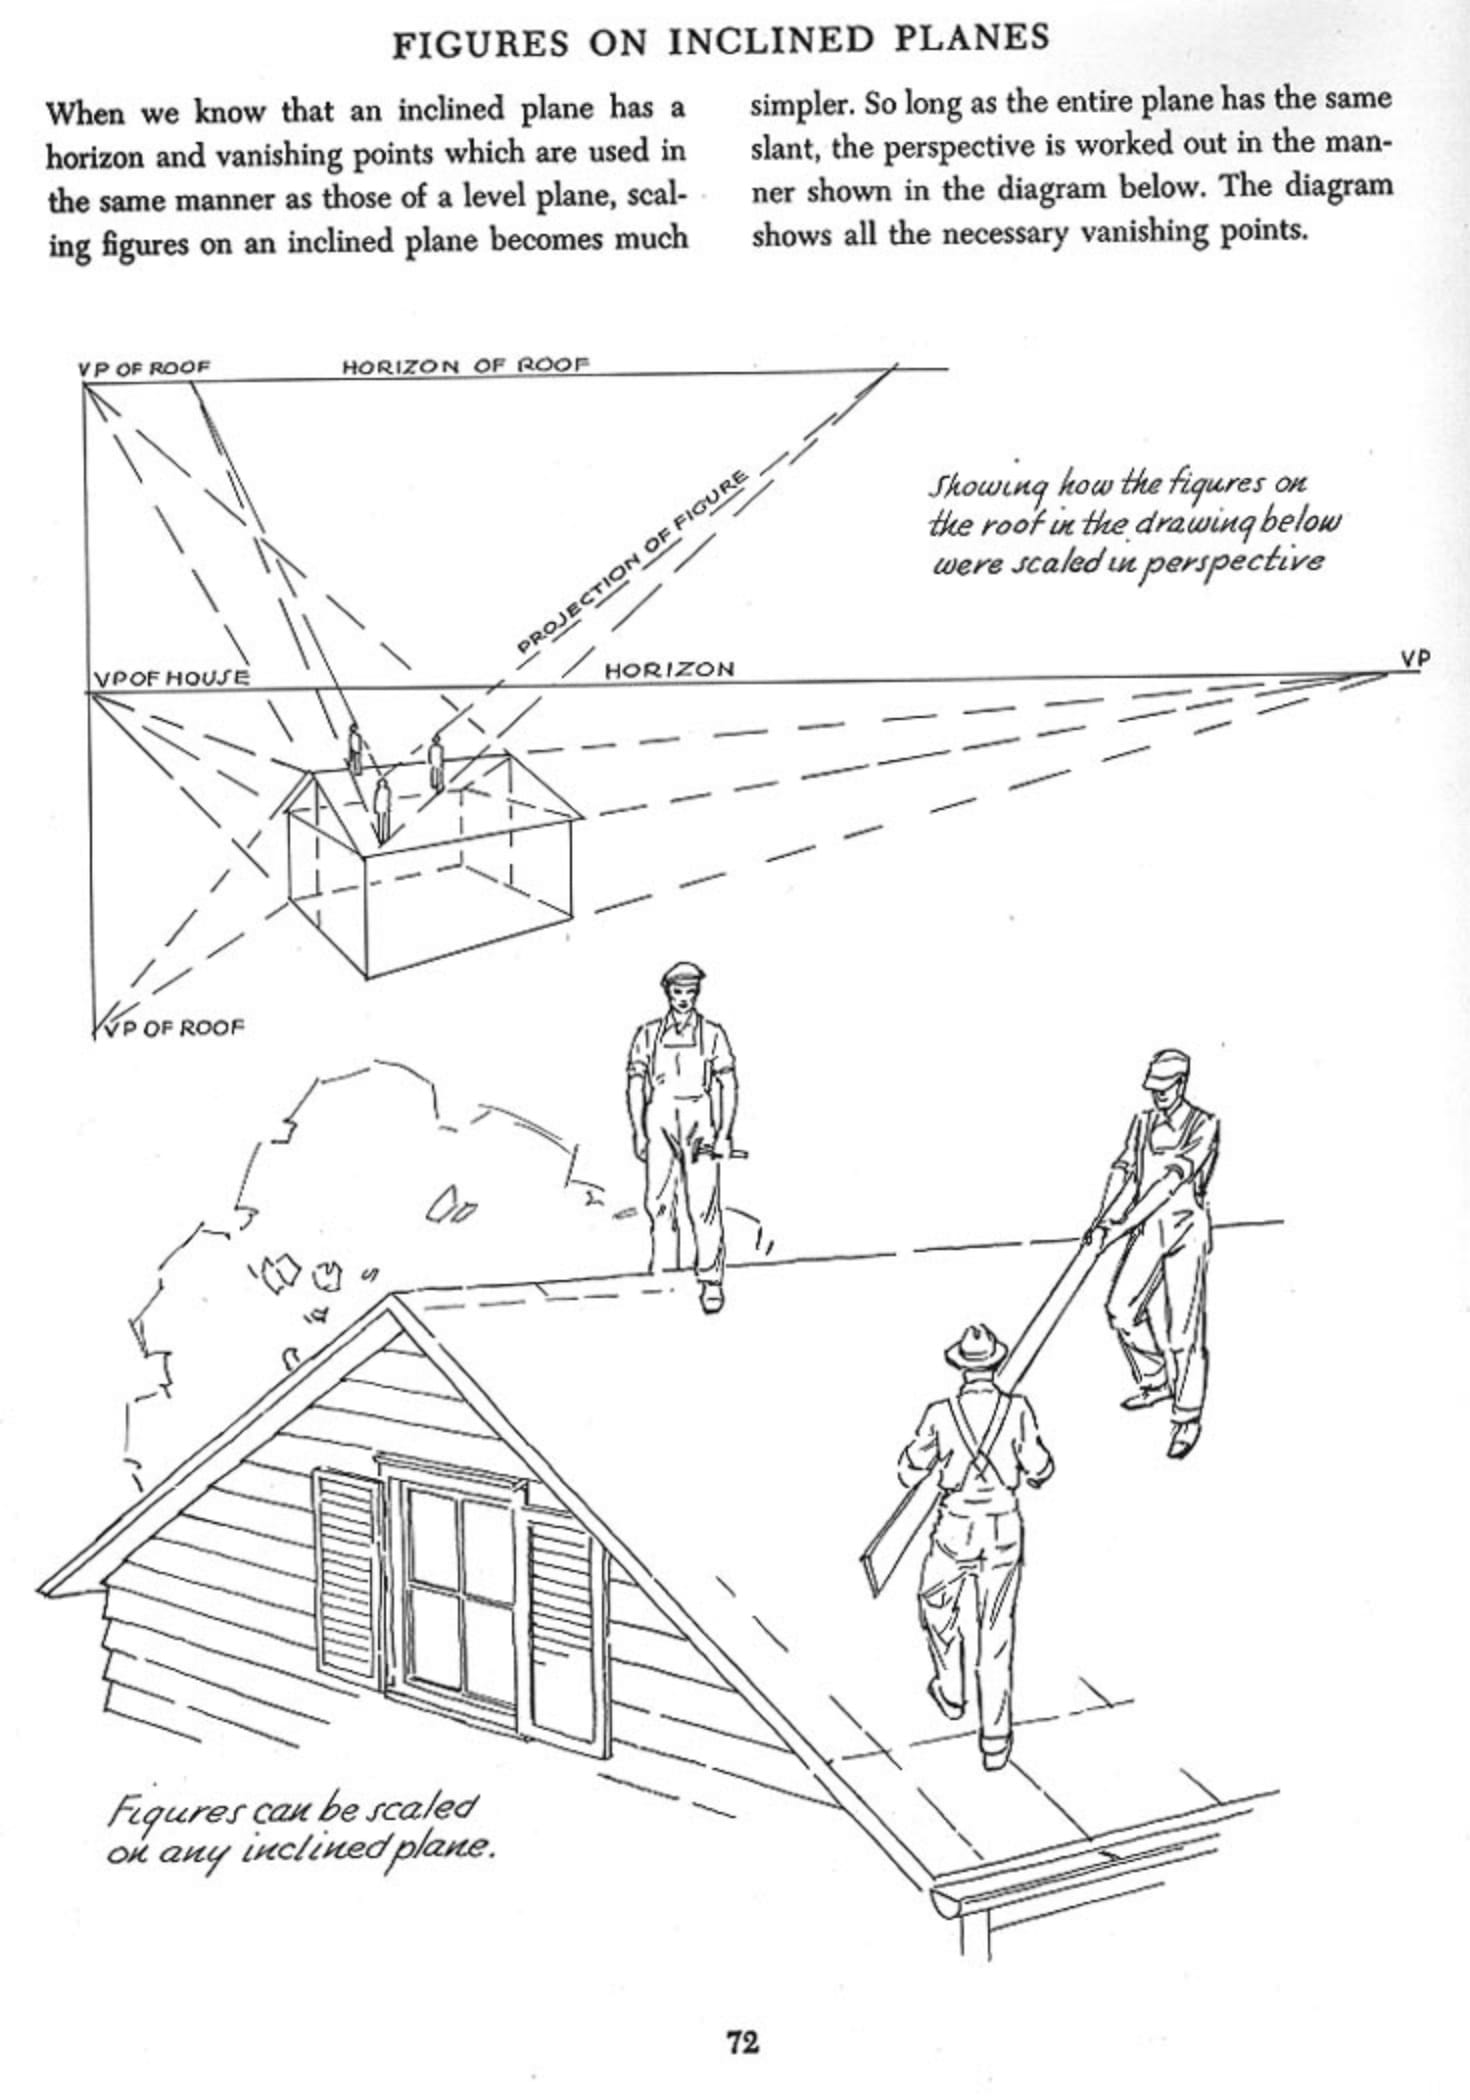 FIGURES ON INCLINED PLANES
When we know that an inclined plane has a
horizon and vanishing points which are used in
the same manner as those of a level plane, scal-
ing figures on an inclined plane becomes much
simpler. So long as the entire plane has the same
slant, the perspective is worked out in the man-
ner shown in the diagram below. The diagram
shows all the necessary vanishing points.
VP OF ROOF
HORIZON OF ROOF
PROJECTION OF FIGURE
Showing how the figures on
the roof in the drawing below
were scaled in perspective
VP OF HOUSE
HORIZON
VP
VP OF ROOF
Figures can be scaled
on any inclined plane.
72